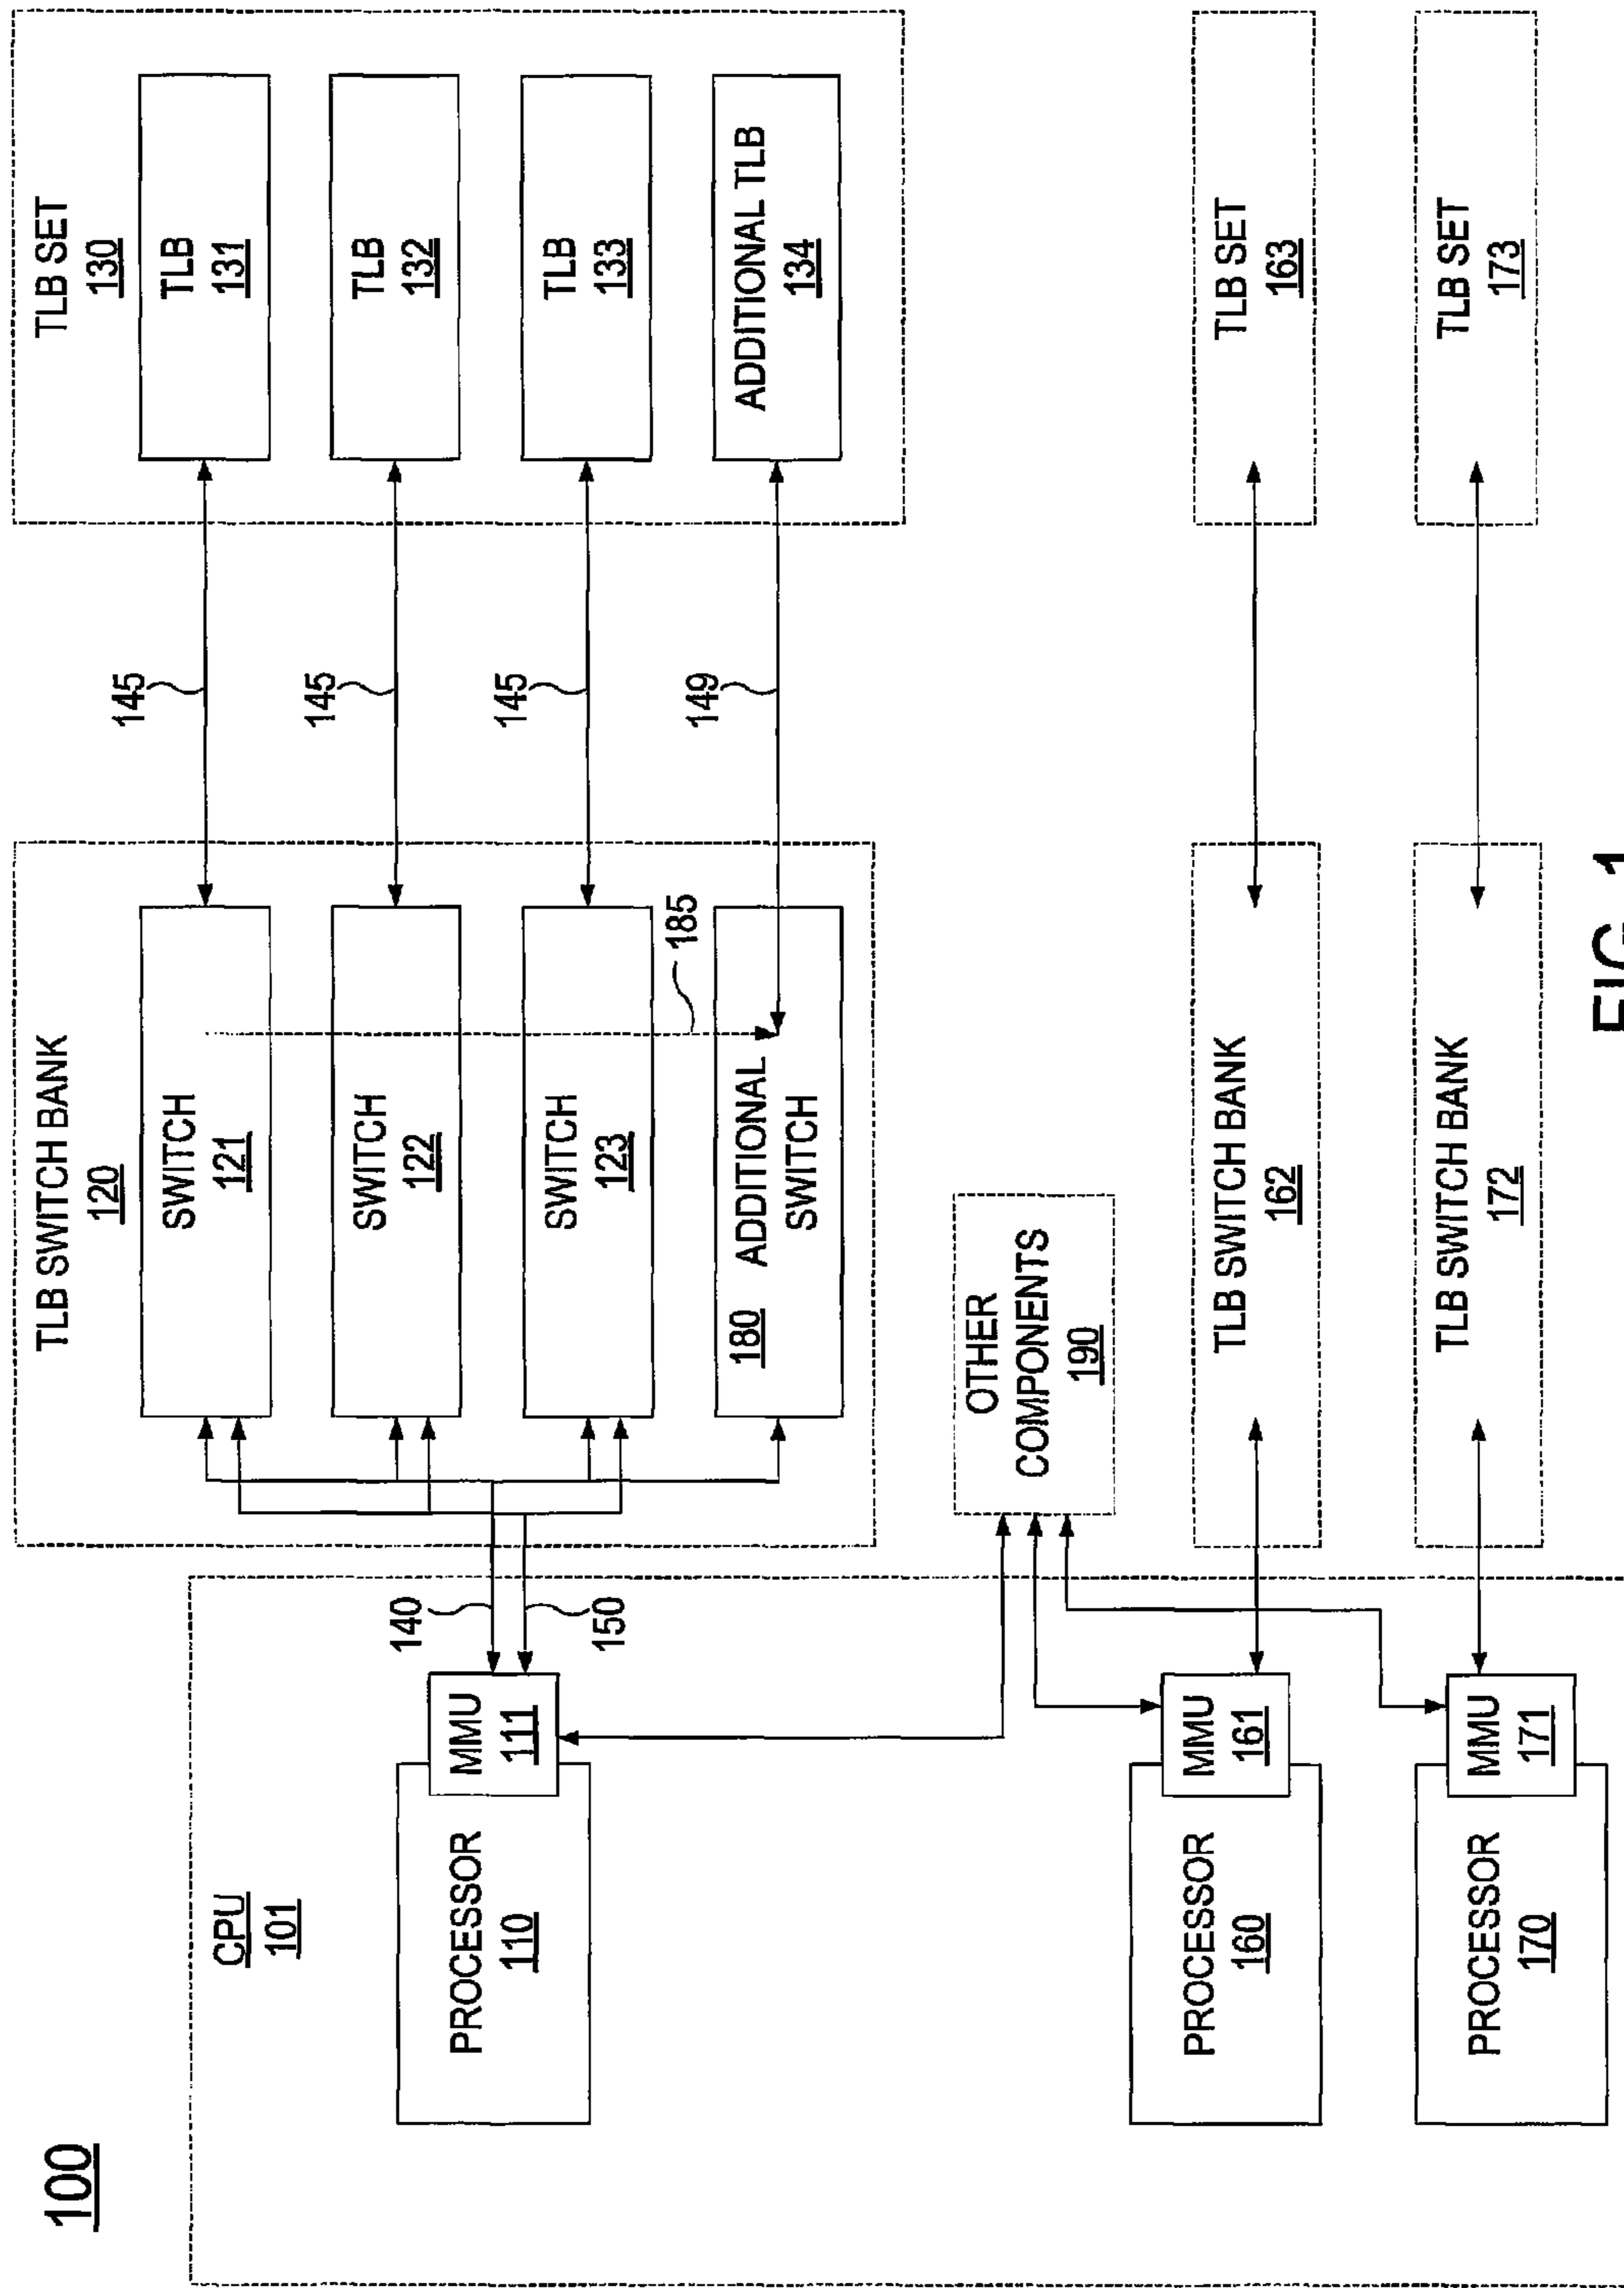 100
CPU
101
PROCESSOR
110
MMU
111
140
150
TLB SWITCH BANK
120
SWITCH
121
SWITCH
122
SWITCH
123
180 ADDITIONAL
SWITCH
185
145
145
145
149
TLB SET
130
TLB
131
TLB
132
TLB
133
ADDITIONAL TLB
134
OTHER
COMPONENTS
190
PROCESSOR
160
MMU
161
TLB SWITCH BANK
162
TLB SET
163
PROCESSOR
170
MMU
171
TLB SWITCH BANK
172
TLB SET
173
FIG. 1